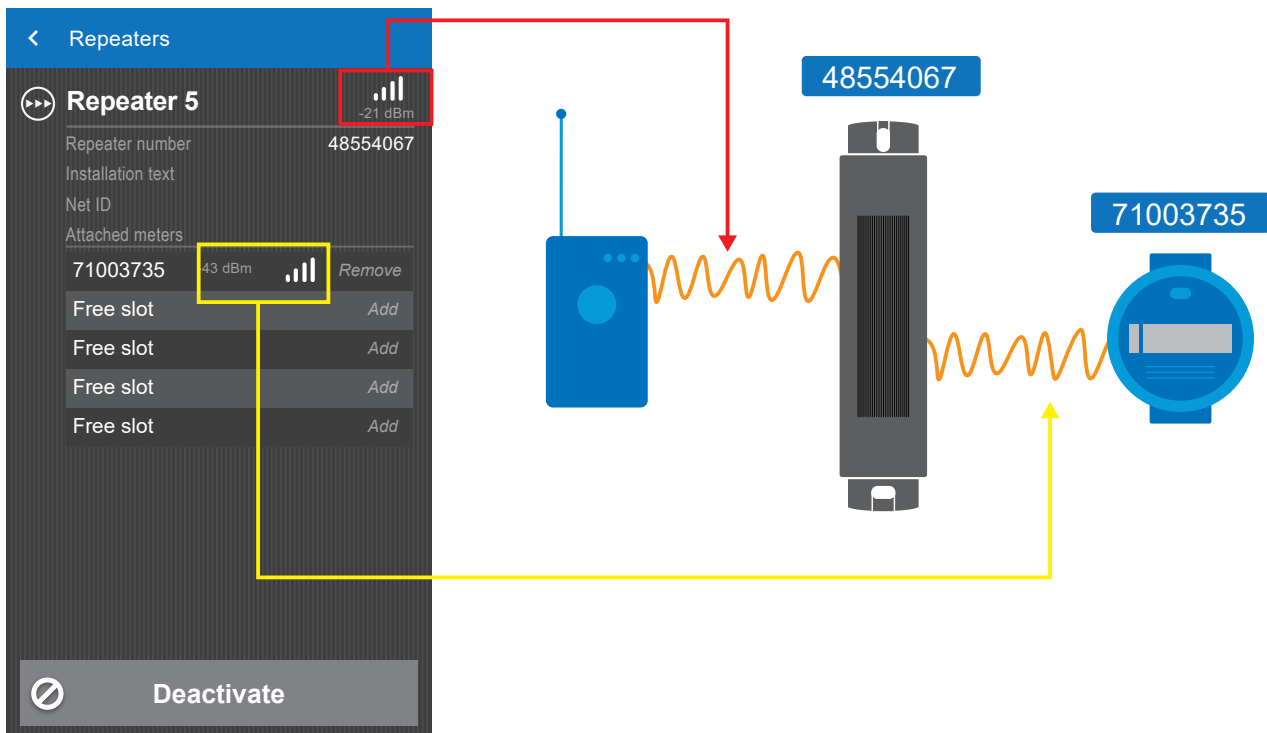 Repeaters
Repeater 5
-21 dBm
Repeater number 48554067
Installation text
Net ID
Attached meters
71003735 -43 dBm Remove
Free slot Add
Free slot Add
Free slot Add
Free slot Add
Deactivate
48554067
71003735